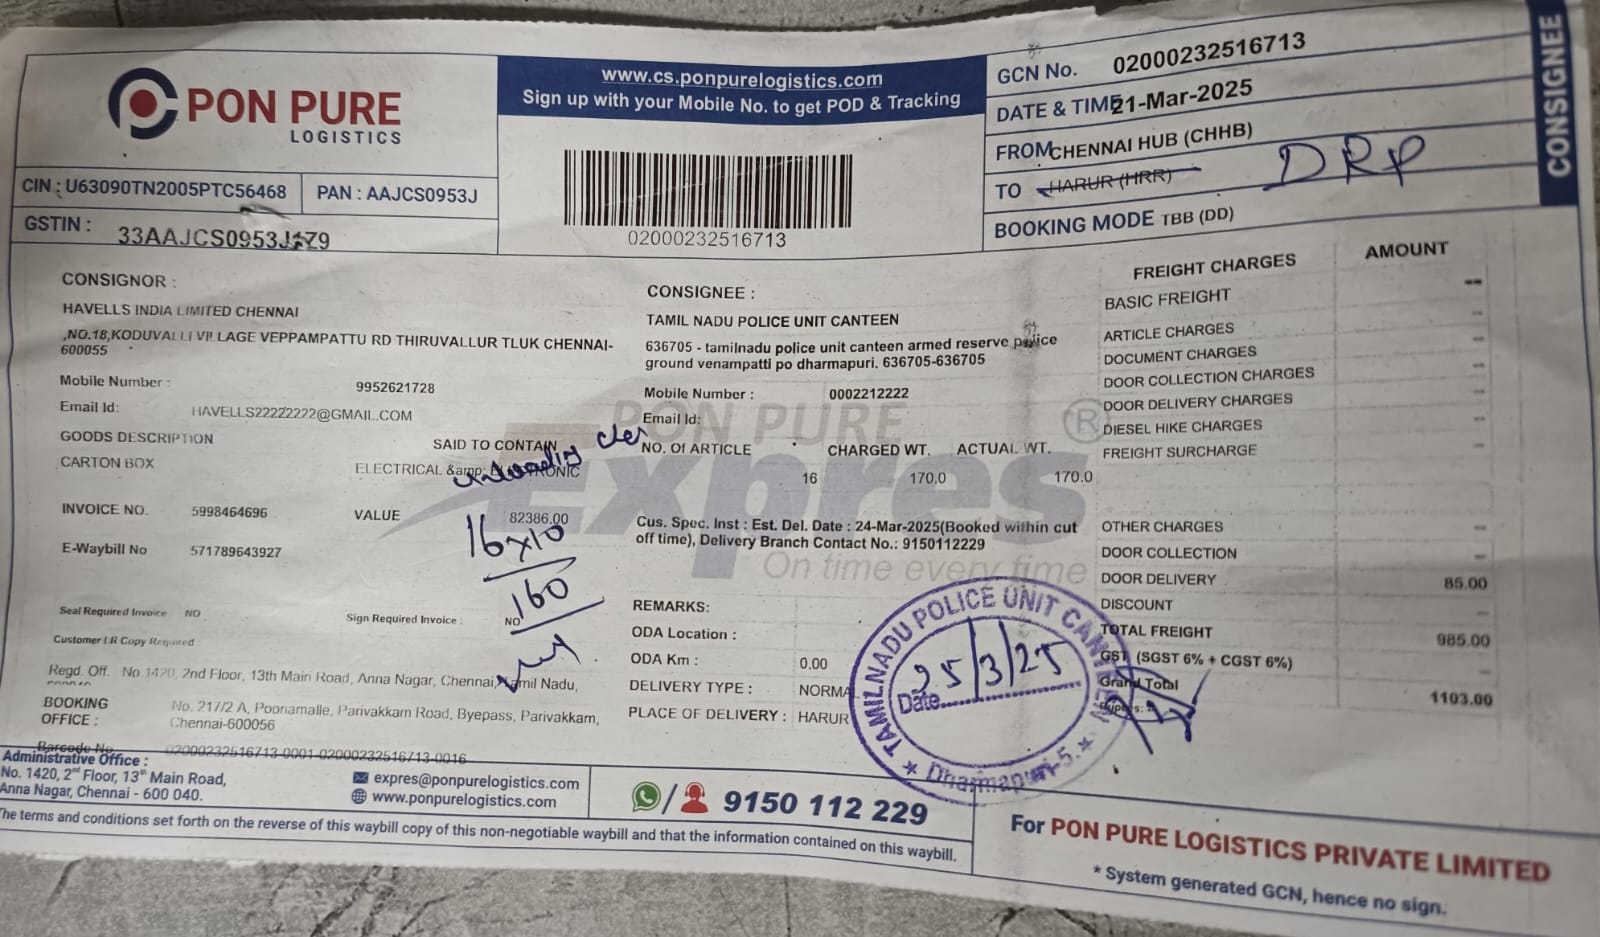 PON PURE
LOGISTICS
CIN : U63090TN2005PTC56468
PAN : AAJCS0953J
GSTIN : 33AAJCS0953J1Z9
www.cs.ponpurelogistics.com
Sign up with your Mobile No. to get POD & Tracking
02000232516713
GCN No. 02000232516713
DATE & TIME 21-Mar-2025
FROM CHENNAI HUB (CHHB)
TO HARUR (HRR) DRP
BOOKING MODE TBB (DD)
CONSIGNEE
CONSIGNOR :
HAVELLS INDIA LIMITED CHENNAI
,NO.18,KODUVALLI VILLAGE VEPPAMPATTU RD THIRUVALLUR TLUK CHENNAI-
600055
Mobile Number : 9952621728
Email Id: HAVELLS22222222@GMAIL.COM
GOODS DESCRIPTION SAID TO CONTAIN
CARTON BOX ELECTRICAL &amp; ELECTRONIC
INVOICE NO. 5998464696 VALUE 82386.00
E-Waybill No 571789643927
16x10
160
Seal Required Invoice NO Sign Required Invoice : NO
Customer LR Copy Required
Regd. Off. No 1420, 2nd Floor, 13th Main Road, Anna Nagar, Chennai, Tamil Nadu,
BOOKING OFFICE : No. 217/2 A, Poonamalle, Parivakkam Road, Byepass, Parivakkam,
Chennai-600056
Barcode No 02000232516713-0001-02000232516713-0016
CONSIGNEE :
TAMIL NADU POLICE UNIT CANTEEN
636705 - tamilnadu police unit canteen armed reserve police
ground venampatti po dharmapuri. 636705-636705
Mobile Number : 0002212222
Email Id:
NO. Of ARTICLE CHARGED WT. ACTUAL WT.
16 170.0 170.0
PON PURE
Expres ®
On time every time
Cus. Spec. Inst : Est. Del. Date : 24-Mar-2025(Booked within cut
off time), Delivery Branch Contact No.: 9150112229
REMARKS:
ODA Location :
ODA Km : 0.00
DELIVERY TYPE : NORMAL
PLACE OF DELIVERY : HARUR
FREIGHT CHARGES AMOUNT
BASIC FREIGHT --
ARTICLE CHARGES --
DOCUMENT CHARGES --
DOOR COLLECTION CHARGES --
DOOR DELIVERY CHARGES --
DIESEL HIKE CHARGES --
FREIGHT SURCHARGE --
OTHER CHARGES --
DOOR COLLECTION --
DOOR DELIVERY 85.00
DISCOUNT --
TOTAL FREIGHT 985.00
GST (SGST 6% + CGST 6%) --
Grand Total 1103.00
Rupees:
TAMILNADU POLICE UNIT CANTEEN
Date 25/3/25
★ Dharmapuri-5. ★
Administrative Office :
No. 1420, 2nd Floor, 13th Main Road,
Anna Nagar, Chennai - 600 040.
expres@ponpurelogistics.com
www.ponpurelogistics.com
9150 112 229
The terms and conditions set forth on the reverse of this waybill copy of this non-negotiable waybill and that the information contained on this waybill.
For PON PURE LOGISTICS PRIVATE LIMITED
* System generated GCN, hence no sign.